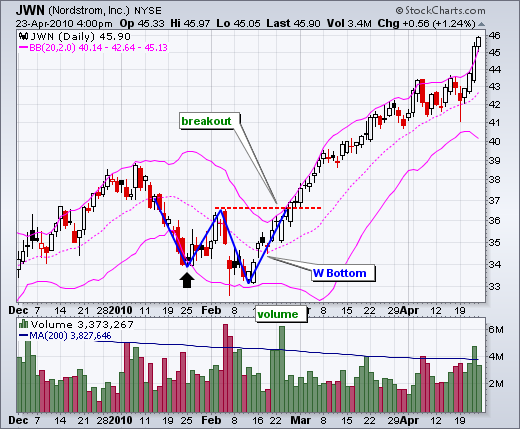 JWN (Nordstrom, Inc.) NYSE
© StockCharts.com
23-Apr-2010 4:00pm Op 45.33 Hi 45.97 Lo 45.05 Last 45.90 Vol 3.4M Chg +0.56 (+1.24%)
JWN (Daily) 45.90
BB(20,2.0) 40.14 - 42.64 - 45.13
46
45
44
43
42
41
40
39
38
37
36
35
34
33
breakout
W Bottom
Dec 7 14 21 28 2010 11 19 25 Feb 8 16 22 Mar 8 15 22 Apr 12 19
volume
Volume 3,373,267
MA(200) 3,827,646
6M
4M
2M
Dec 7 14 21 28 2010 11 19 25 Feb 8 16 22 Mar 8 15 22 Apr 12 19